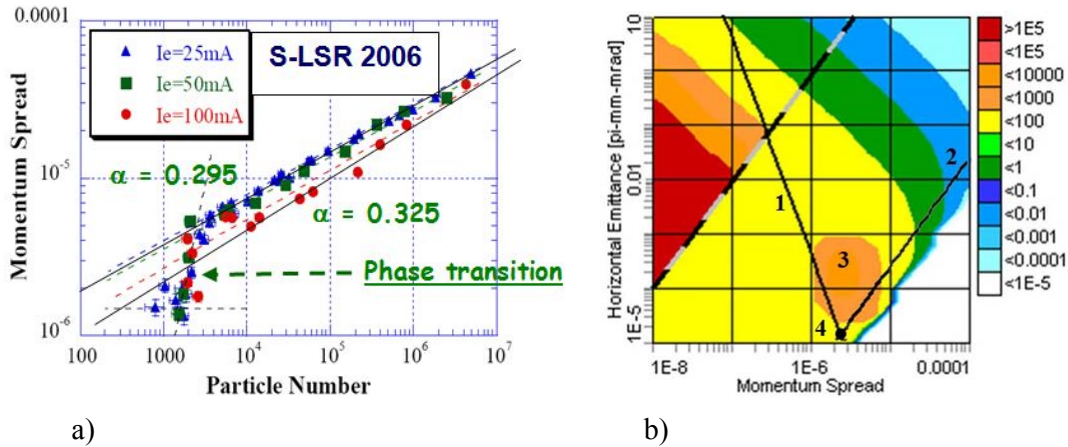 0.0001
Ie=25mA
Ie=50mA
Ie=100mA
S-LSR 2006
α = 0.295
α = 0.325
Phase transition
10-5
10-6
Momentum Spread
100 1000 104 105 106 107
Particle Number
a)
10
0.01
1E-5
Horizontal Emittance [pi-mm-mrad]
1
2
3
4
1E-8 1E-6 0.0001
Momentum Spread
>1E5
<1E5
<10000
<1000
<100
<10
<1
<0.1
<0.01
<0.001
<0.0001
<1E-5
b)